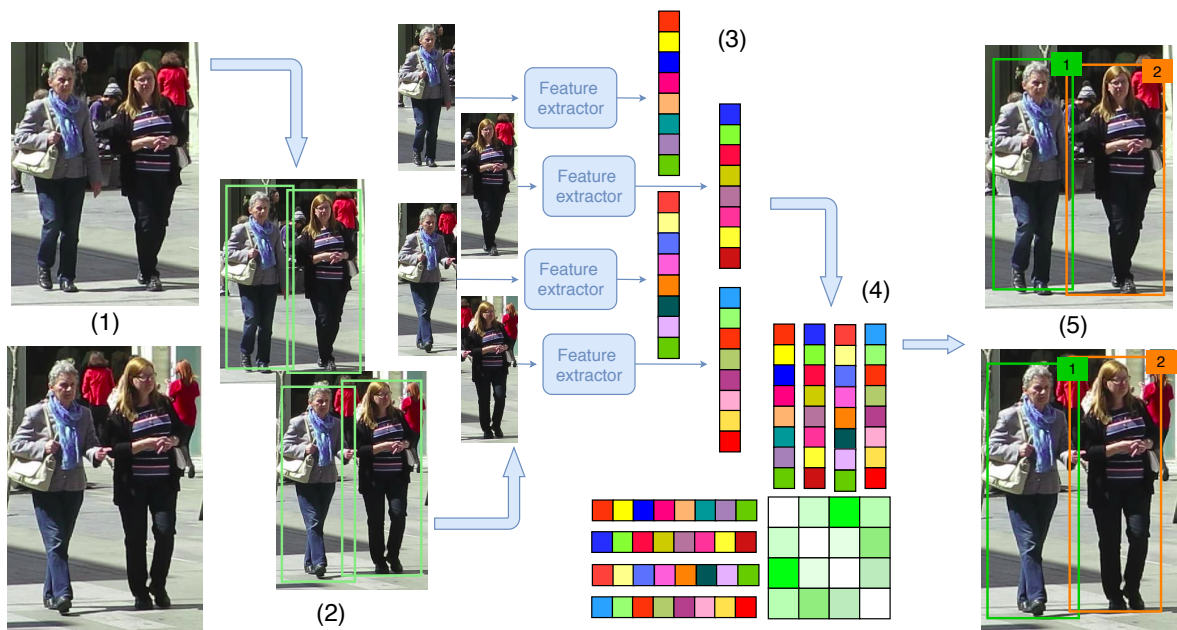 (1)
(2)
Feature
extractor
Feature
extractor
Feature
extractor
Feature
extractor
(3)
(4)
1
2
(5)
1
2